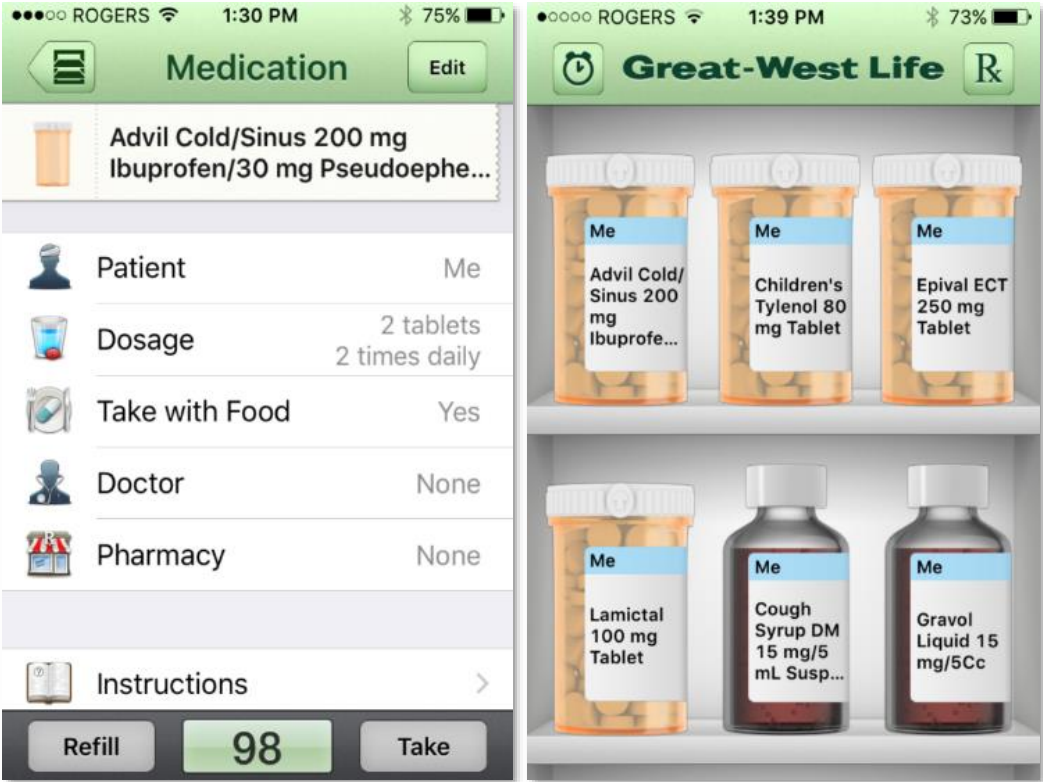 ROGERS 1:30 PM 75%
Medication
Edit
Advil Cold/Sinus 200 mg
Ibuprofen/30 mg Pseudoephe...
Patient Me
Dosage 2 tablets
2 times daily
Take with Food Yes
Doctor None
Pharmacy None
Instructions
Refill 98 Take
ROGERS 1:39 PM 73%
Great-West Life Rx
Me
Advil Cold/
Sinus 200
mg
Ibuprofe...
Me
Children's
Tylenol 80
mg Tablet
Me
Epival ECT
250 mg
Tablet
Me
Lamictal
100 mg
Tablet
Me
Cough
Syrup DM
15 mg/5
mL Susp...
Me
Gravol
Liquid 15
mg/5Cc